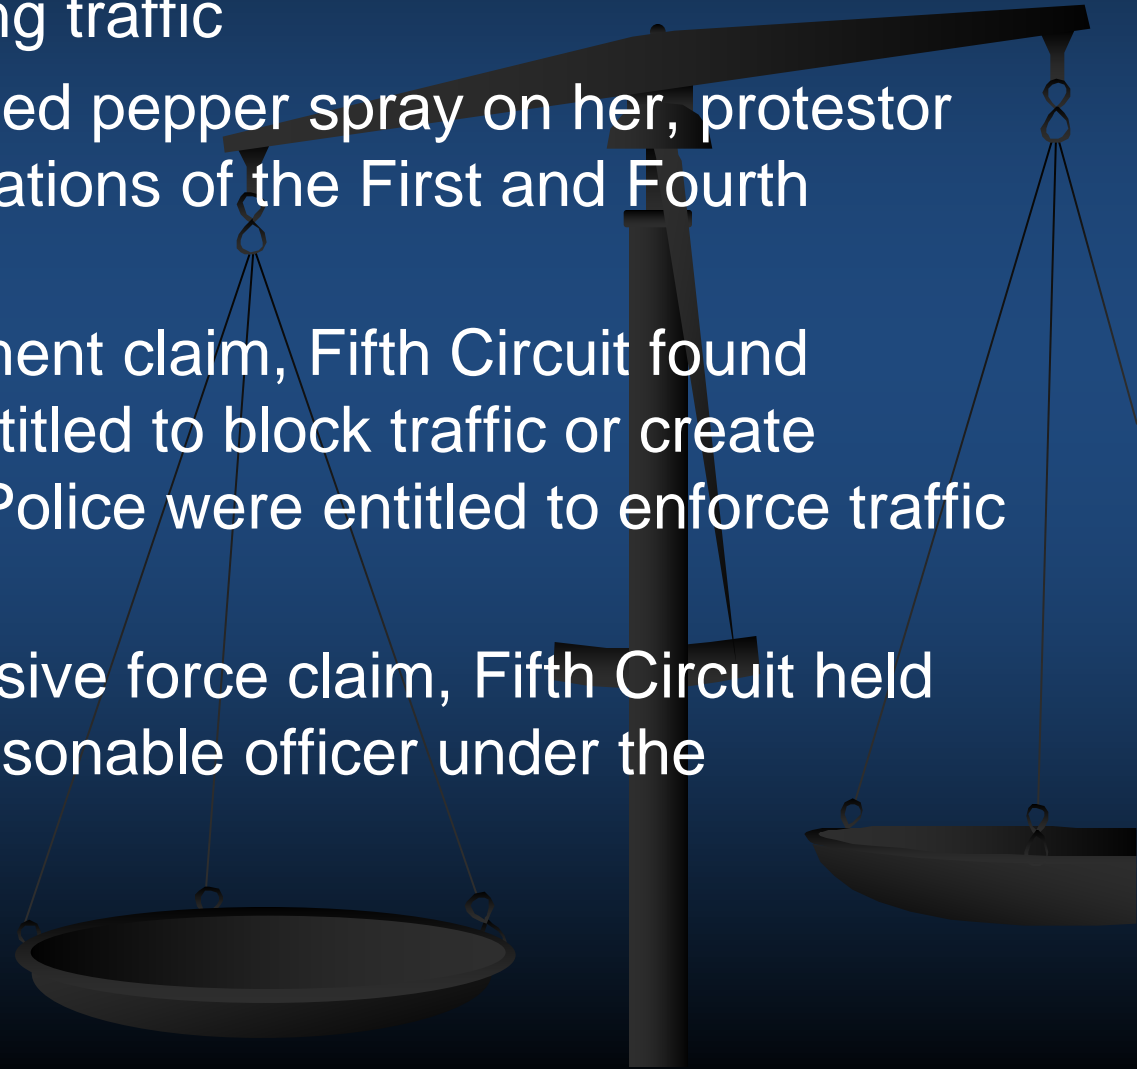 ng traffic
ed pepper spray on her, protestor
ations of the First and Fourth
nent claim, Fifth Circuit found
titled to block traffic or create
Police were entitled to enforce traffic
sive force claim, Fifth Circuit held
sonable officer under the